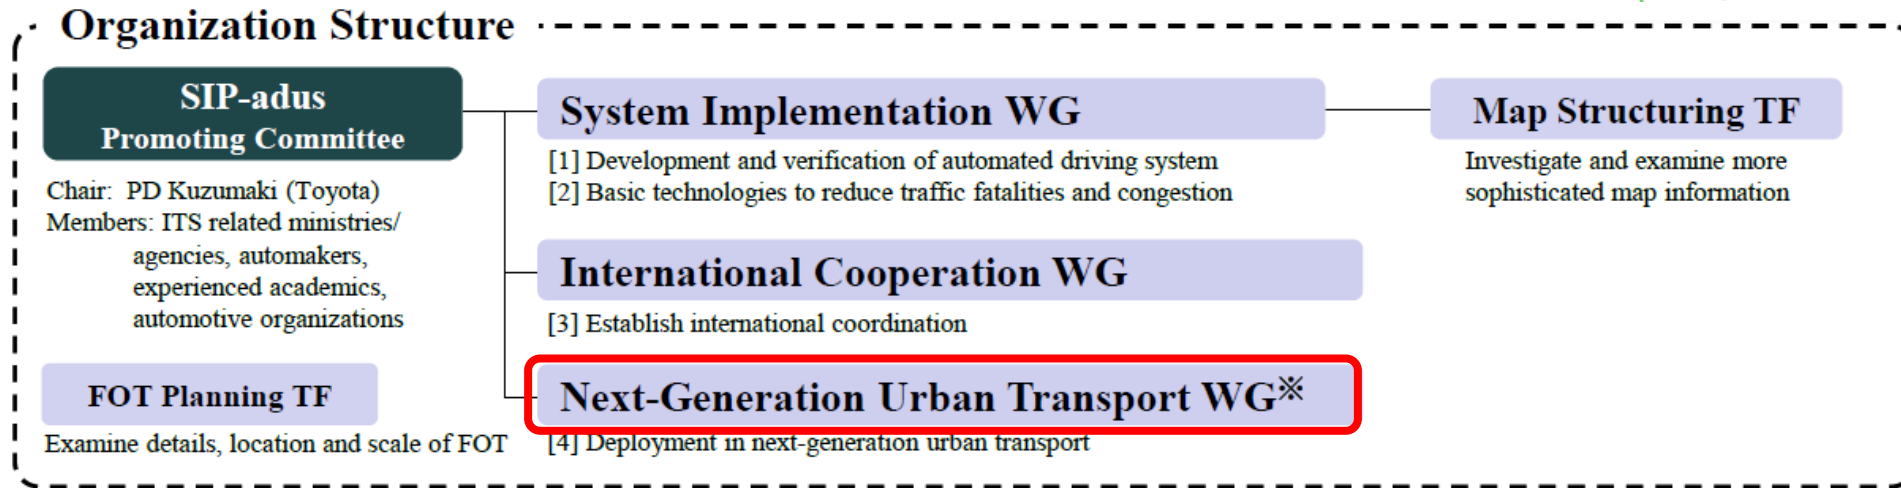 Organization Structure
SIP-adus
Promoting Committee
Chair: PD Kuzumaki (Toyota)
Members: ITS related ministries/
agencies, automakers,
experienced academics,
automotive organizations
FOT Planning TF
Examine details, location and scale of FOT
System Implementation WG
[1] Development and verification of automated driving system
[2] Basic technologies to reduce traffic fatalities and congestion
International Cooperation WG
[3] Establish international coordination
Next-Generation Urban Transport WG※
[4] Deployment in next-generation urban transport
Map Structuring TF
Investigate and examine more
sophisticated map information